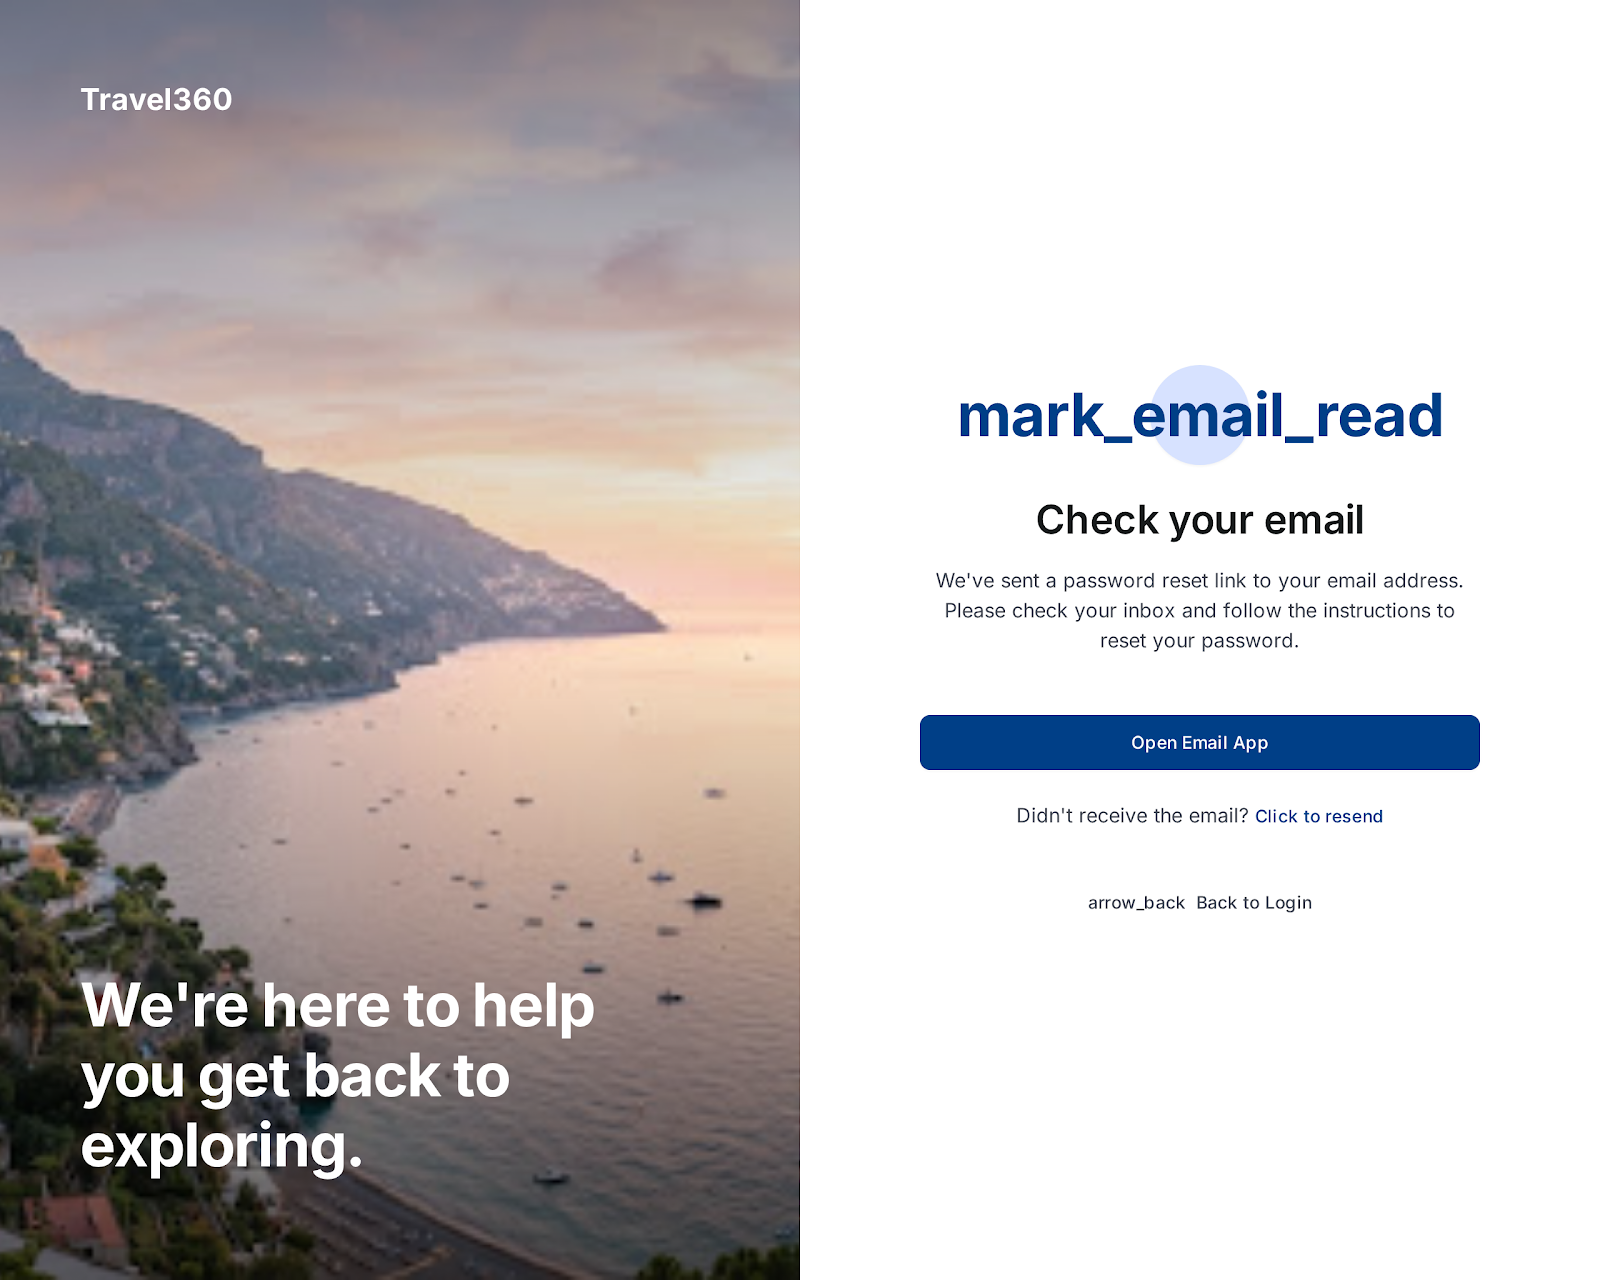 Travel360
We're here to help
you get back to
exploring.
mark_email_read
Check your email
We've sent a password reset link to your email address.
Please check your inbox and follow the instructions to
reset your password.
Open Email App
Didn't receive the email? Click to resend
arrow_back Back to Login